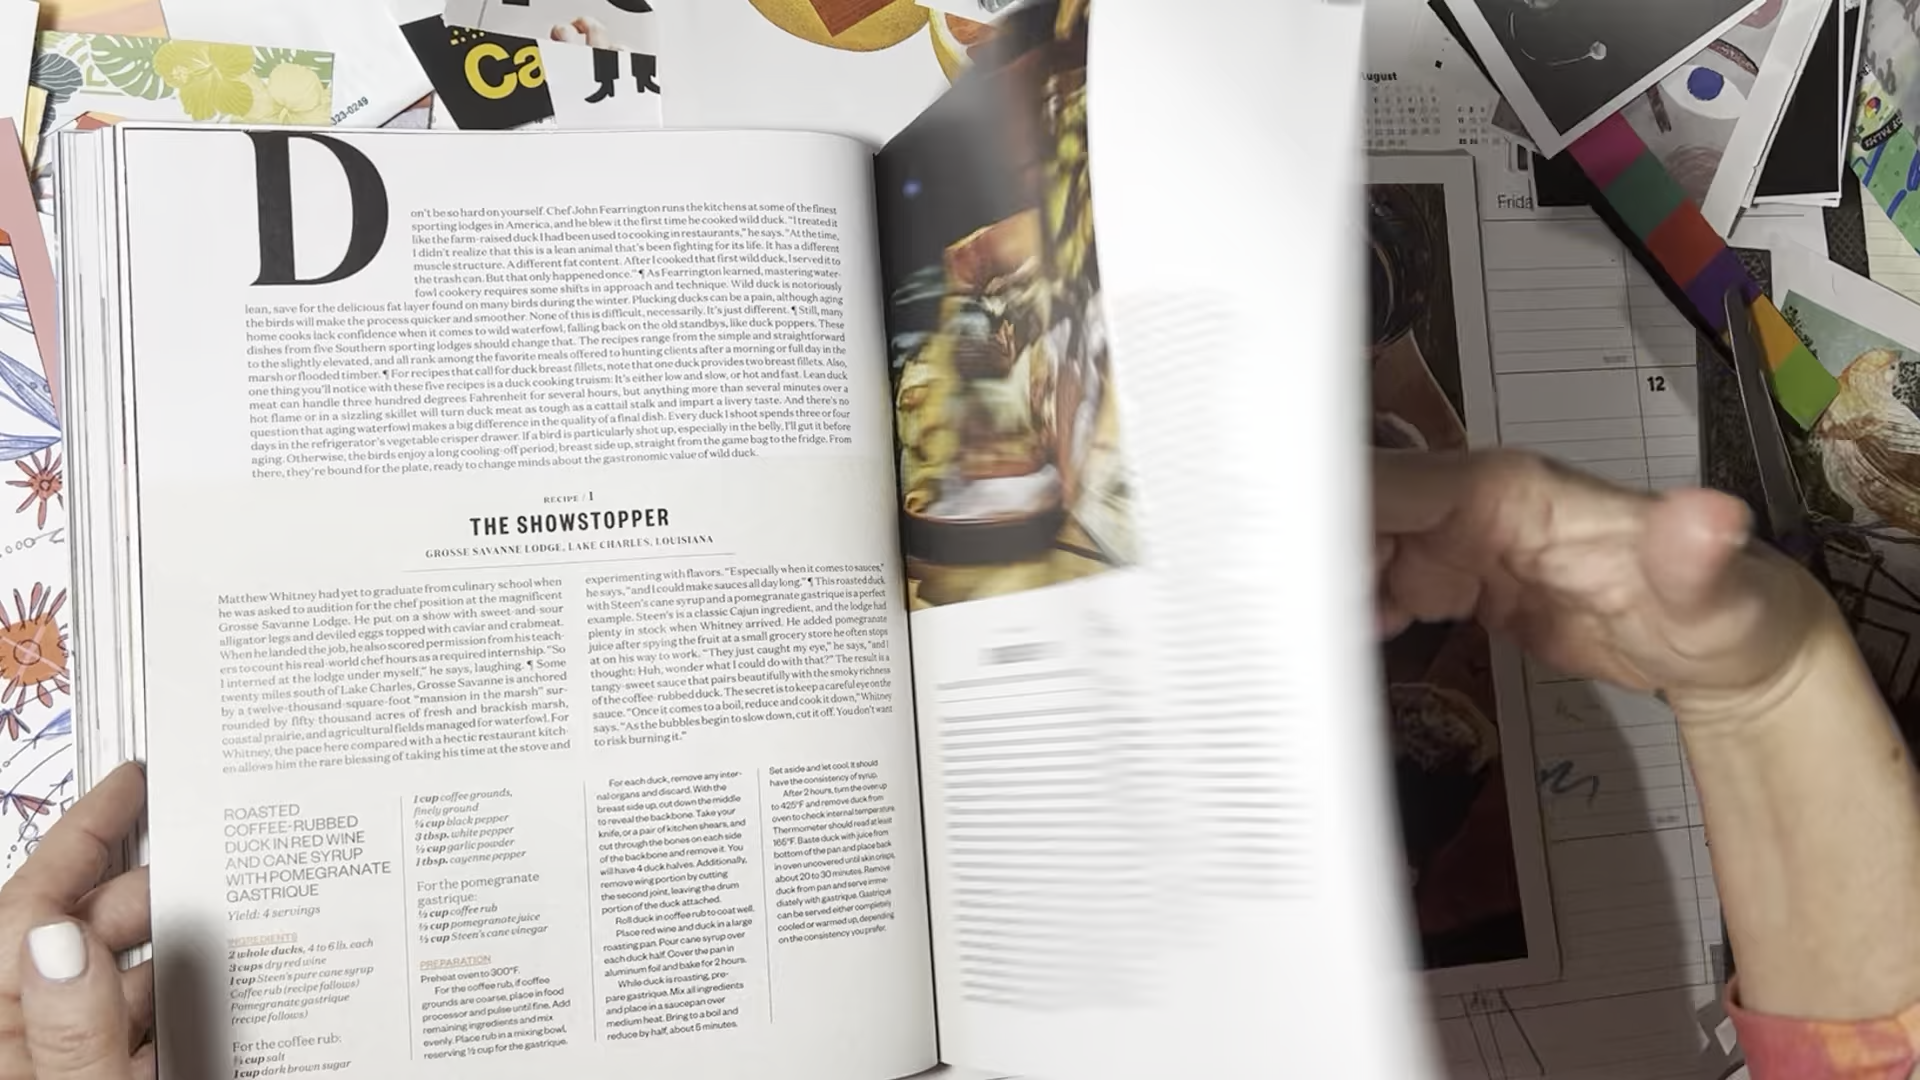 Ca
323-0249
August
Frida
12
D
on't be so hard on yourself. Chef John Fearrington runs the kitchens at some of the finest
sporting lodges in America, and he blew it the first time he cooked wild duck. "I treated it
like the farm-raised duck I had been used to cooking in restaurants," he says. "At the time,
I didn't realize that this is a lean animal that's been fighting for its life. It has a different
muscle structure. A different fat content. After I cooked that first wild duck, I served it to
the trash can. But that only happened once." ¶ As Fearrington learned, mastering water-
fowl cookery requires some shifts in approach and technique. Wild duck is notoriously
lean, save for the delicious fat layer found on many birds during the winter. Plucking ducks can be a pain, although aging
the birds will make the process quicker and smoother. None of this is difficult, necessarily. It's just different. ¶ Still, many
home cooks lack confidence when it comes to wild waterfowl, falling back on the old standbys, like duck poppers. These
dishes from five Southern sporting lodges should change that. The recipes range from the simple and straightforward
to the slightly elevated, and all rank among the favorite meals offered to hunting clients after a morning or full day in the
marsh or flooded timber. ¶ For recipes that call for duck breast fillets, note that one duck provides two breast fillets. Also,
one thing you'll notice with these five recipes is a duck cooking truism: It's either low and slow, or hot and fast. Lean duck
meat can handle three hundred degrees Fahrenheit for several hours, but anything more than several minutes over a
hot flame or in a sizzling skillet will turn duck meat as tough as a cattail stalk and impart a livery taste. And there's no
question that aging waterfowl makes a big difference in the quality of a final dish. Every duck I shoot spends three or four
days in the refrigerator's vegetable crisper drawer. If a bird is particularly shot up, especially in the belly, I'll gut it before
aging. Otherwise, the birds enjoy a long cooling-off period, breast side up, straight from the game bag to the fridge. From
there, they're bound for the plate, ready to change minds about the gastronomic value of wild duck.
RECIPE / 1
THE SHOWSTOPPER
GROSSE SAVANNE LODGE, LAKE CHARLES, LOUISIANA
Matthew Whitney had yet to graduate from culinary school when
he was asked to audition for the chef position at the magnificent
Grosse Savanne Lodge. He put on a show with sweet-and-sour
alligator legs and deviled eggs topped with caviar and crabmeat.
When he landed the job, he also scored permission from his teach-
ers to count his real-world chef hours as a required internship. "So
I interned at the lodge under myself," he says, laughing. ¶ Some
twenty miles south of Lake Charles, Grosse Savanne is anchored
by a twelve-thousand-square-foot "mansion in the marsh" sur-
rounded by fifty thousand acres of fresh and brackish marsh,
coastal prairie, and agricultural fields managed for waterfowl. For
Whitney, the pace here compared with a hectic restaurant kitch-
en allows him the rare blessing of taking his time at the stove and
experimenting with flavors. "Especially when it comes to sauces,"
he says, "and I could make sauces all day long." ¶ This roasted duck
with Steen's cane syrup and a pomegranate gastrique is a perfect
example. Steen's is a classic Cajun ingredient, and the lodge had
plenty in stock when Whitney arrived. He added pomegranate
juice after spying the fruit at a small grocery store he often stops
at on his way to work. "They just caught my eye," he says, "and I
thought: Huh, wonder what I could do with that?" The result is a
tangy-sweet sauce that pairs beautifully with the smoky richness
of the coffee-rubbed duck. The secret is to keep a careful eye on the
sauce. "Once it comes to a boil, reduce and cook it down," Whitney
says. "As the bubbles begin to slow down, cut it off. You don't want
to risk burning it."
ROASTED
COFFEE-RUBBED
DUCK IN RED WINE
AND CANE SYRUP
WITH POMEGRANATE
GASTRIQUE
Yield: 4 servings
INGREDIENTS
2 whole ducks, 4 to 6 lb. each
3 cups dry red wine
1 cup Steen's pure cane syrup
Coffee rub (recipe follows)
Pomegranate gastrique
(recipe follows)
For the coffee rub:
cup salt
1 cup dark brown sugar
1 cup coffee grounds,
finely ground
cup black pepper
3 tbsp. white pepper
cup garlic powder
1 tbsp. cayenne pepper
For the pomegranate
gastrique:
½ cup coffee rub
½ cup pomegranate juice
½ cup Steen's cane vinegar
PREPARATION
Preheat oven to 300°F.
For the coffee rub, if coffee
grounds are coarse, place in food
processor and pulse until fine. Add
remaining ingredients and mix
evenly. Place rub in a mixing bowl,
reserving ½ cup for the gastrique.
For each duck, remove any inter-
nal organs and discard. With the
breast side up, cut down the middle
to reveal the backbone. Take your
knife, or a pair of kitchen shears, and
cut through the bones on each side
of the backbone and remove it. You
will have 4 duck halves. Additionally,
remove wing portion by cutting
the second joint, leaving the drum
portion of the duck attached.
Roll duck in coffee rub to coat well.
Place red wine and duck in a large
roasting pan. Pour cane syrup over
each duck half. Cover the pan in
aluminum foil and bake for 2 hours.
While duck is roasting, pre-
pare gastrique. Mix all ingredients
and place in a saucepan over
medium heat. Bring to a boil and
reduce by half, about 5 minutes.
Set aside and let cool. It should
have the consistency of syrup.
After 2 hours, turn the oven up
to 425°F and remove duck from
oven to check internal temperature.
Thermometer should read at least
165°F. Baste duck with juice from
bottom of the pan and place back
in oven uncovered until skin crisps,
about 20 to 30 minutes. Remove
duck from pan and serve imme-
diately with gastrique. Gastrique
can be served either completely
cooled or warmed up, depending
on the consistency you prefer.